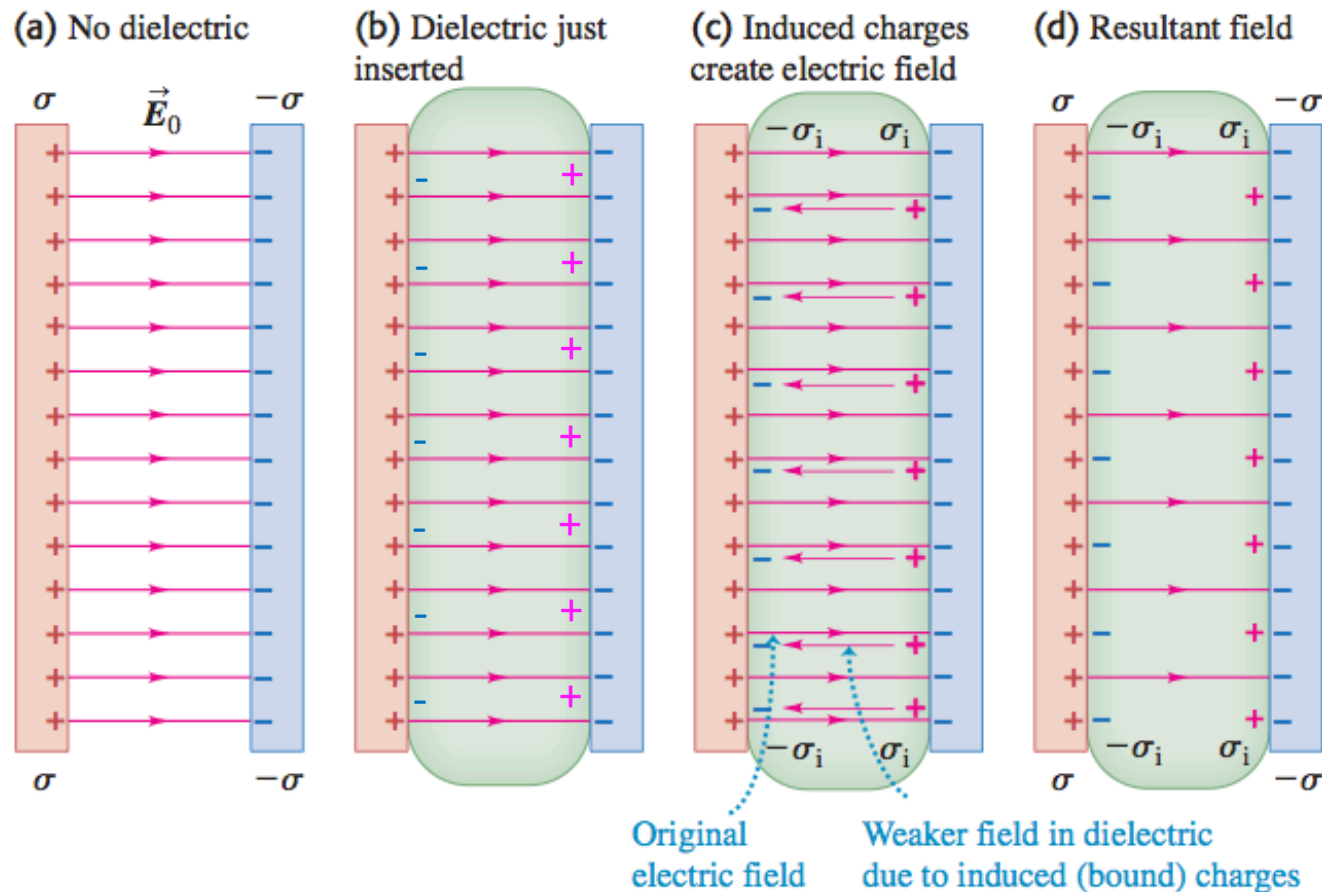 (a) No dielectric
σ
E⃗₀
−σ
σ
−σ
(b) Dielectric just
inserted
(c) Induced charges
create electric field
−σᵢ
σᵢ
−σᵢ
σᵢ
Original
electric field
Weaker field in dielectric
due to induced (bound) charges
(d) Resultant field
σ
−σ
−σᵢ
σᵢ
−σᵢ
σᵢ
σ
−σ